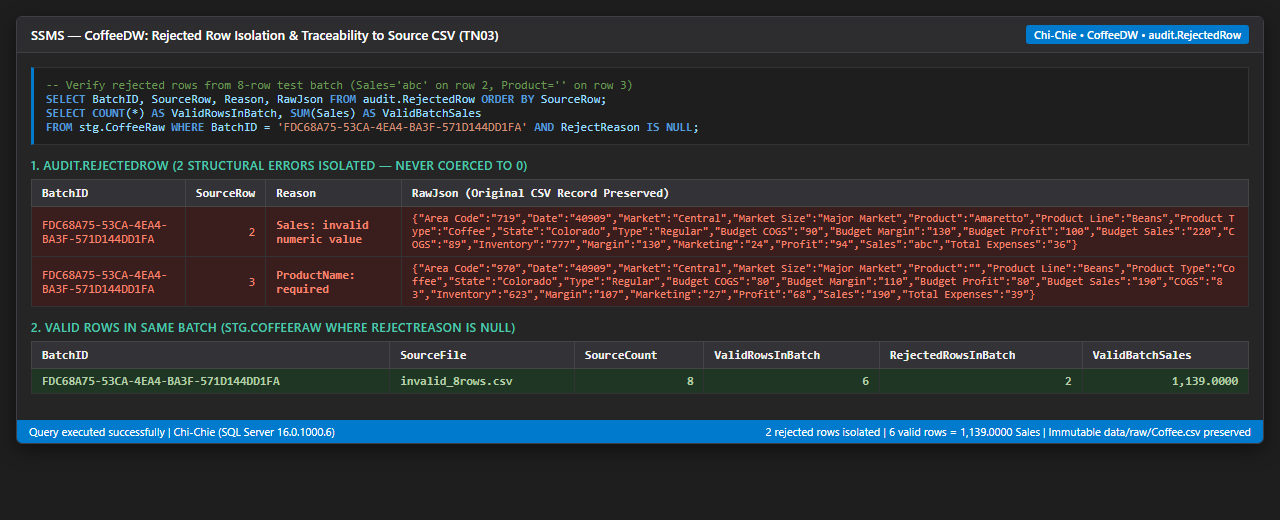 SSMS — CoffeeDW: Rejected Row Isolation & Traceability to Source CSV (TN03)
Chi-Chie • CoffeeDW • audit.RejectedRow
-- Verify rejected rows from 8-row test batch (Sales='abc' on row 2, Product='' on row 3)
SELECT BatchID, SourceRow, Reason, RawJson FROM audit.RejectedRow ORDER BY SourceRow;
SELECT COUNT(*) AS ValidRowsInBatch, SUM(Sales) AS ValidBatchSales
FROM stg.CoffeeRaw WHERE BatchID = 'FDC68A75-53CA-4EA4-BA3F-571D144DD1FA' AND RejectReason IS NULL;
1. AUDIT.REJECTEDROW (2 STRUCTURAL ERRORS ISOLATED — NEVER COERCED TO 0)
BatchID SourceRow Reason RawJson (Original CSV Record Preserved)
FDC68A75-53CA-4EA4-
BA3F-571D144DD1FA
2
Sales: invalid
numeric value
{"Area Code":"719","Date":"40909","Market":"Central","Market Size":"Major Market","Product":"Amaretto","Product Line":"Beans","Product T
ype":"Coffee","State":"Colorado","Type":"Regular","Budget COGS":"90","Budget Margin":"130","Budget Profit":"100","Budget Sales":"220","C
OGS":"89","Inventory":"777","Margin":"130","Marketing":"24","Profit":"94","Sales":"abc","Total Expenses":"36"}
FDC68A75-53CA-4EA4-
BA3F-571D144DD1FA
3
ProductName:
required
{"Area Code":"970","Date":"40909","Market":"Central","Market Size":"Major Market","Product":"","Product Line":"Beans","Product Type":"Co
ffee","State":"Colorado","Type":"Regular","Budget COGS":"80","Budget Margin":"110","Budget Profit":"80","Budget Sales":"190","COGS":"8
3","Inventory":"623","Margin":"107","Marketing":"27","Profit":"68","Sales":"190","Total Expenses":"39"}
2. VALID ROWS IN SAME BATCH (STG.COFFEERAW WHERE REJECTREASON IS NULL)
BatchID SourceFile SourceCount ValidRowsInBatch RejectedRowsInBatch ValidBatchSales
FDC68A75-53CA-4EA4-BA3F-571D144DD1FA invalid_8rows.csv 8 6 2 1,139.0000
Query executed successfully | Chi-Chie (SQL Server 16.0.1000.6)
2 rejected rows isolated | 6 valid rows = 1,139.0000 Sales | Immutable data/raw/Coffee.csv preserved